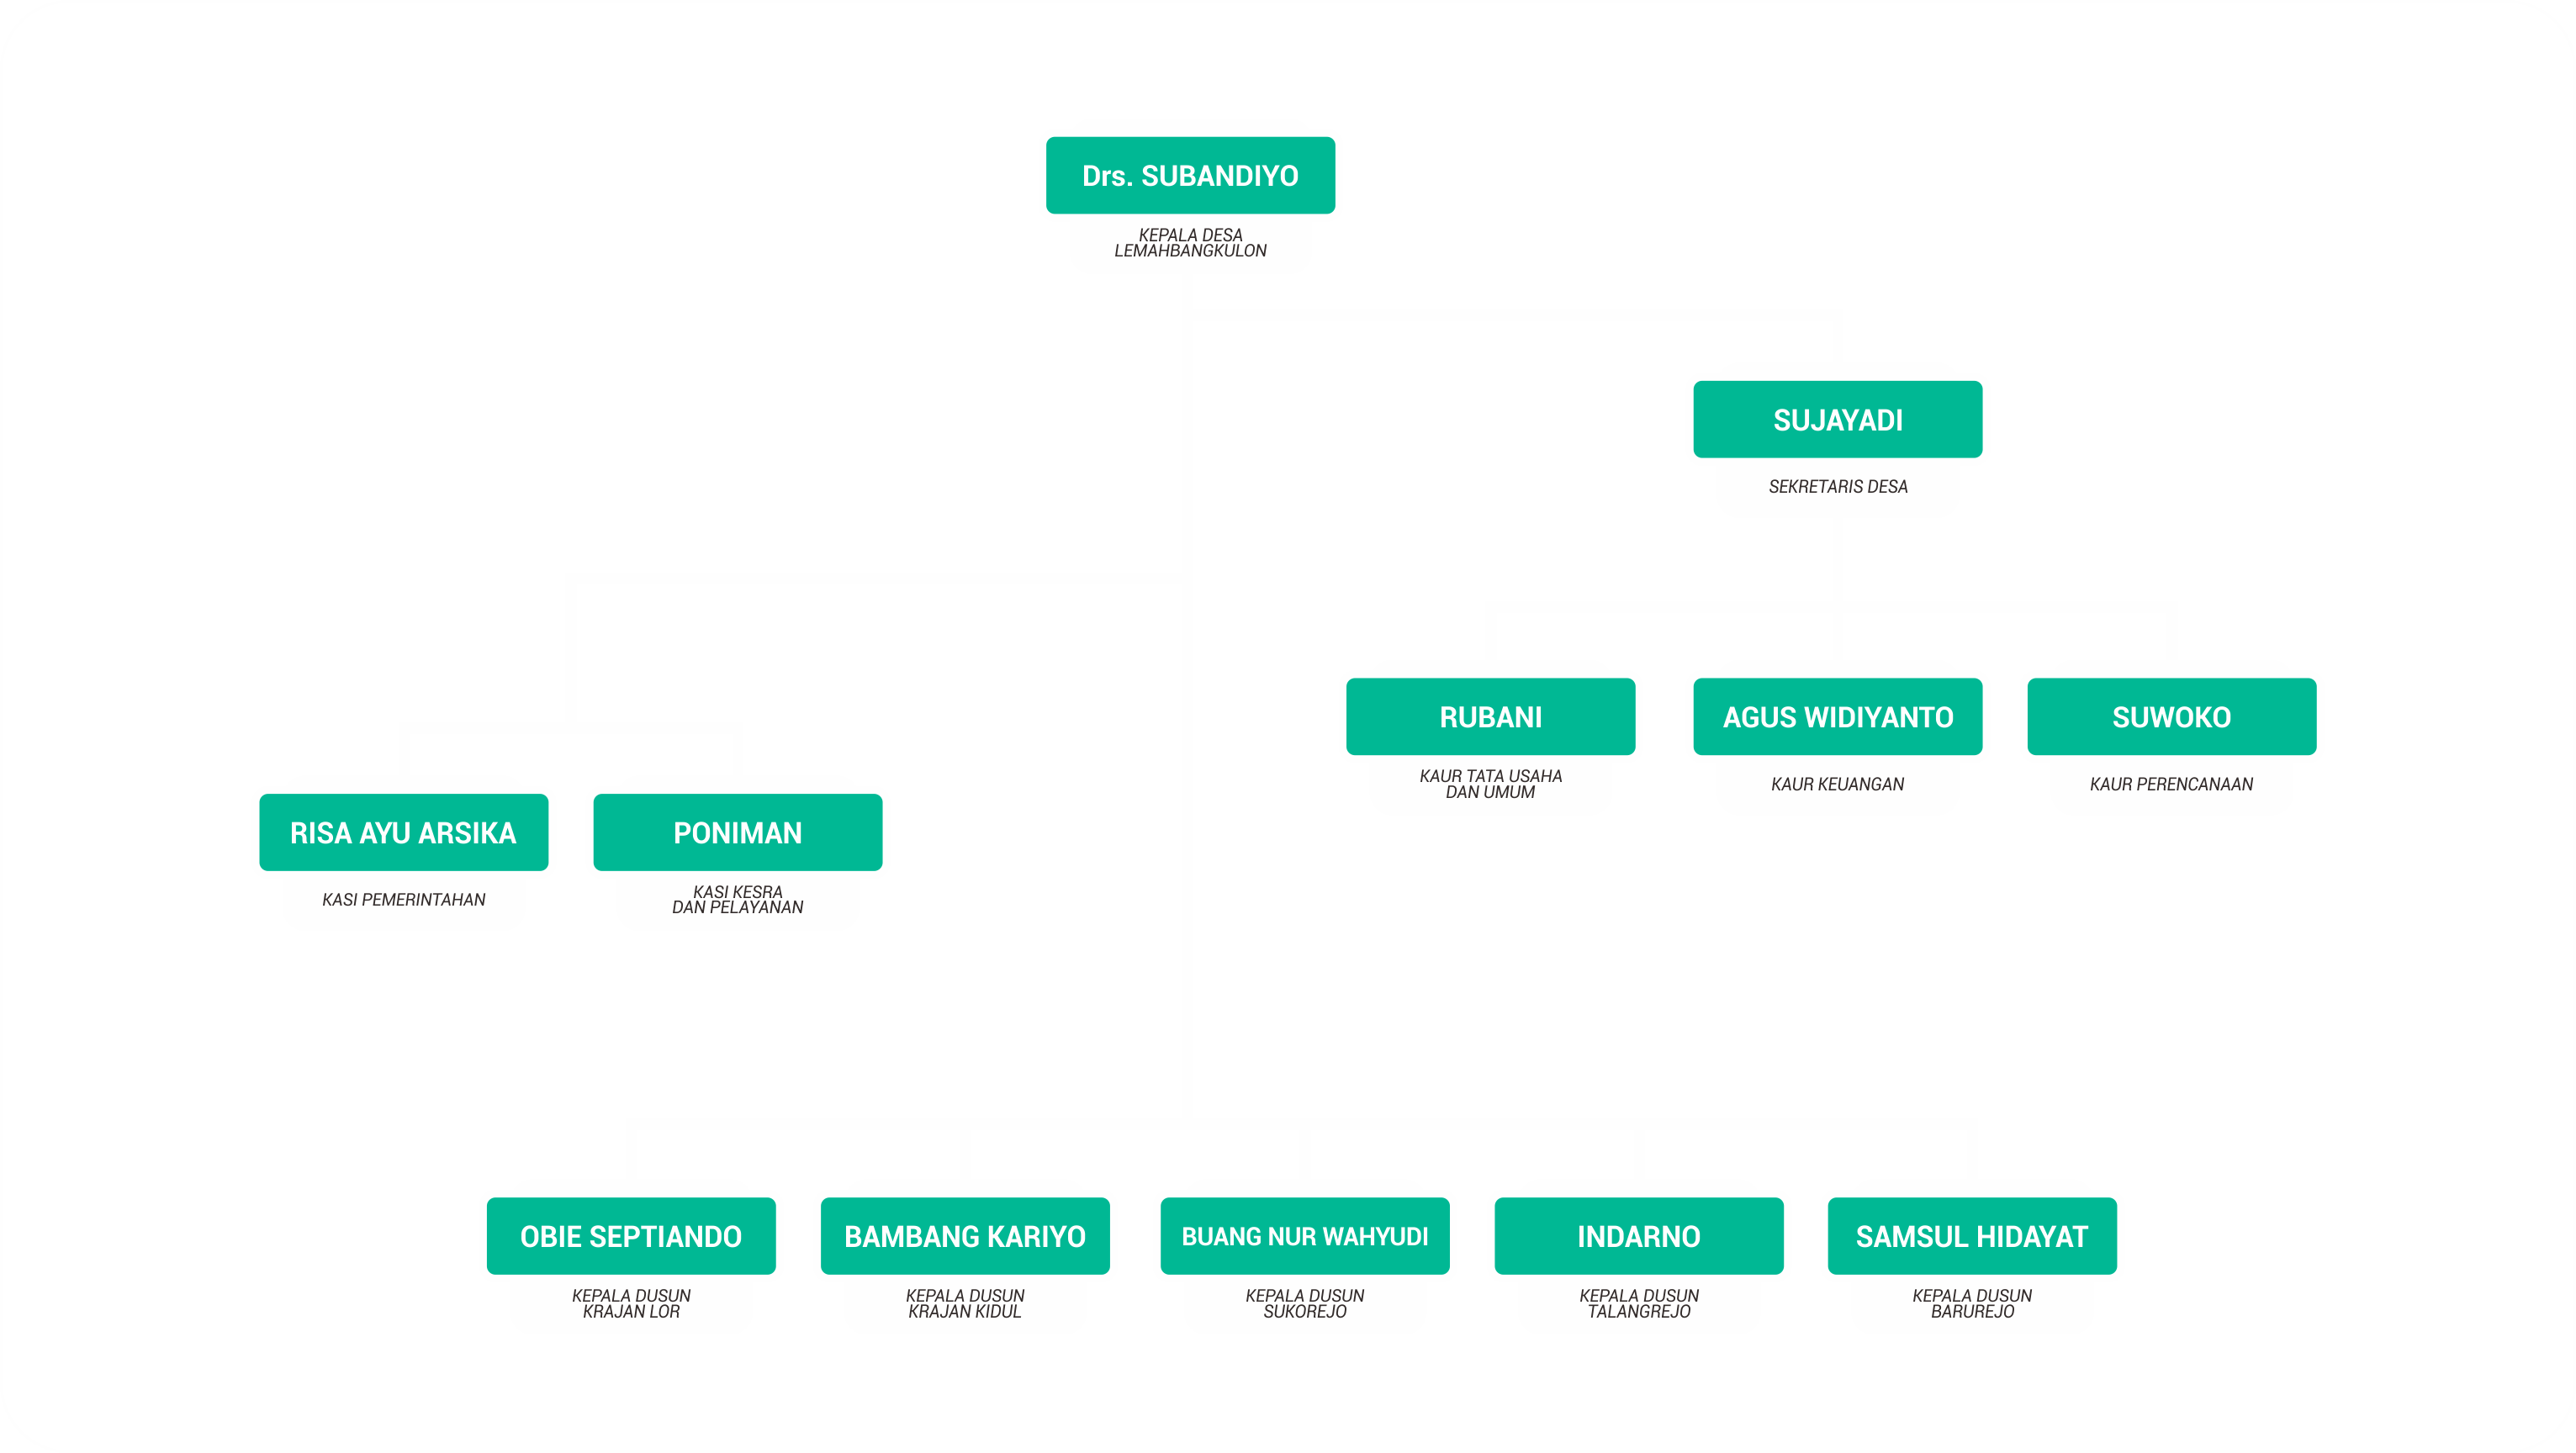 Drs. SUBANDIYO
KEPALA DESA
LEMAHBANGKULON
SUJAYADI
SEKRETARIS DESA
RUBANI
KAUR TATA USAHA
DAN UMUM
AGUS WIDIYANTO
KAUR KEUANGAN
SUWOKO
KAUR PERENCANAAN
RISA AYU ARSIKA
KASI PEMERINTAHAN
PONIMAN
KASI KESRA
DAN PELAYANAN
OBIE SEPTIANDO
KEPALA DUSUN
KRAJAN LOR
BAMBANG KARIYO
KEPALA DUSUN
KRAJAN KIDUL
BUANG NUR WAHYUDI
KEPALA DUSUN
SUKOREJO
INDARNO
KEPALA DUSUN
TALANGREJO
SAMSUL HIDAYAT
KEPALA DUSUN
BARUREJO